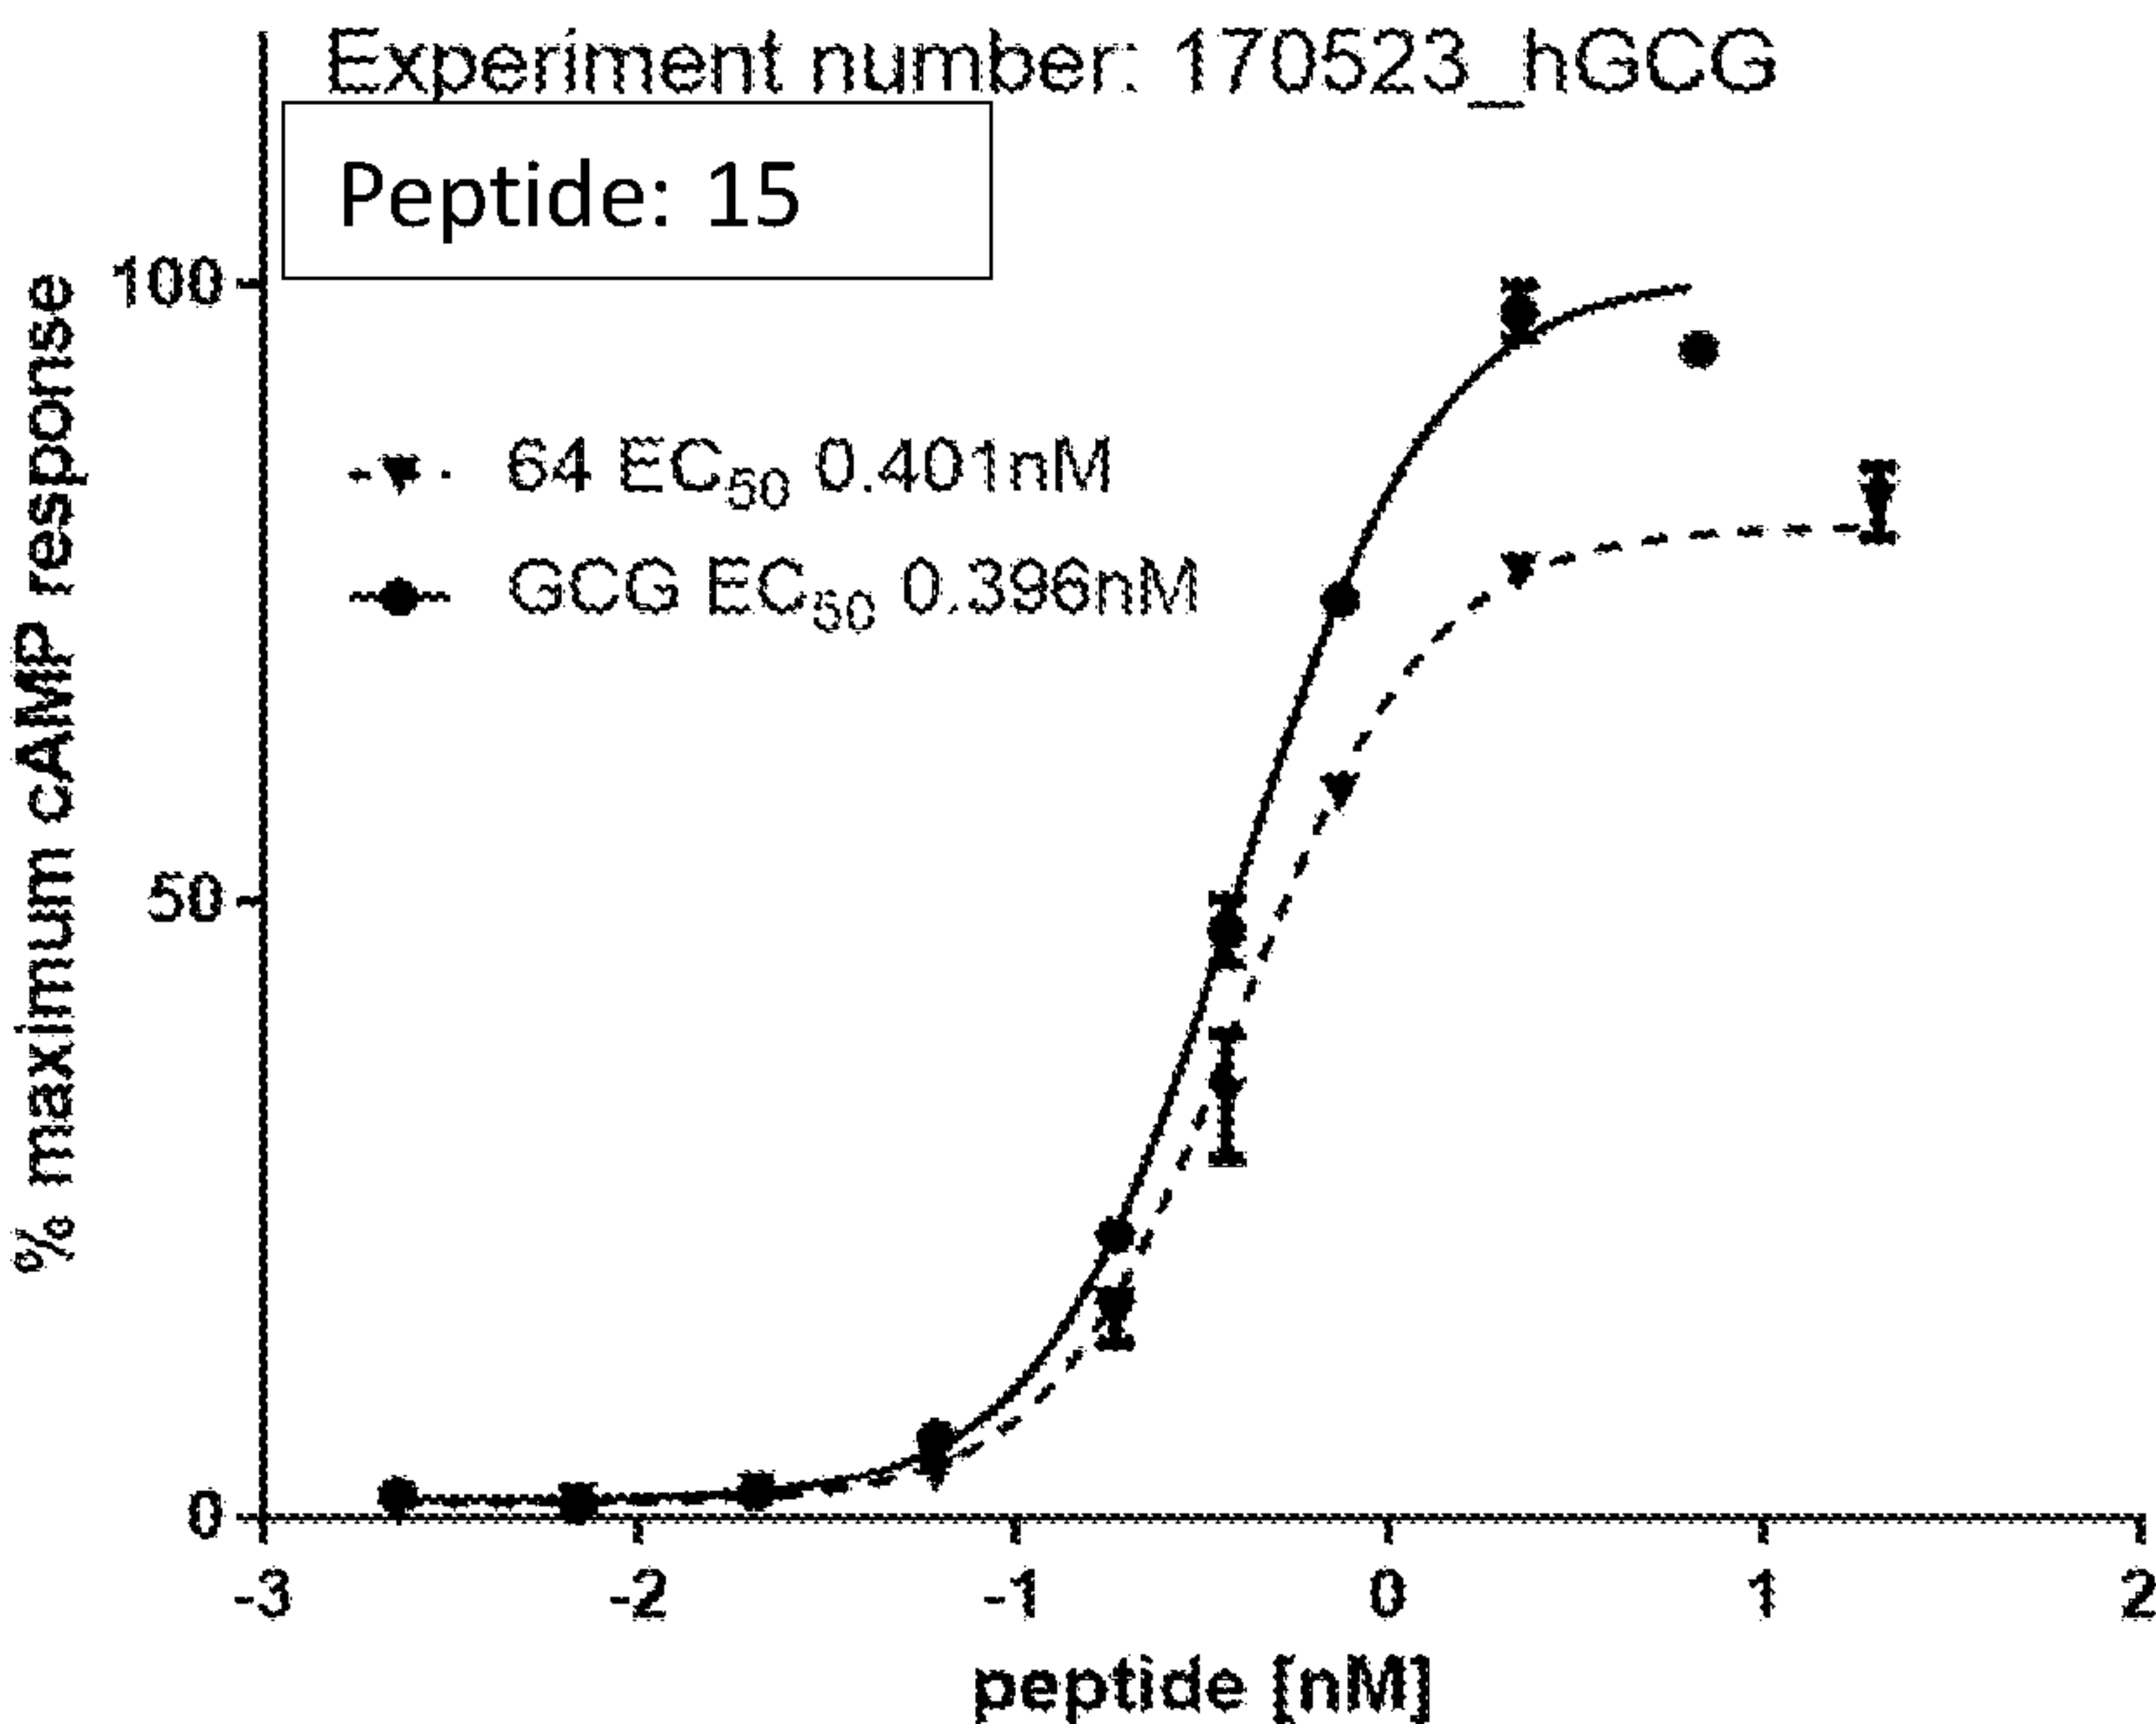 Experiment number: 170523_hGCG
Peptide: 15
100
64 EC50 0.401nM
GCG EC50 0.396nM
50
0
% maximum cAMP response
-3 -2 -1 0 1 2
peptide [nM]